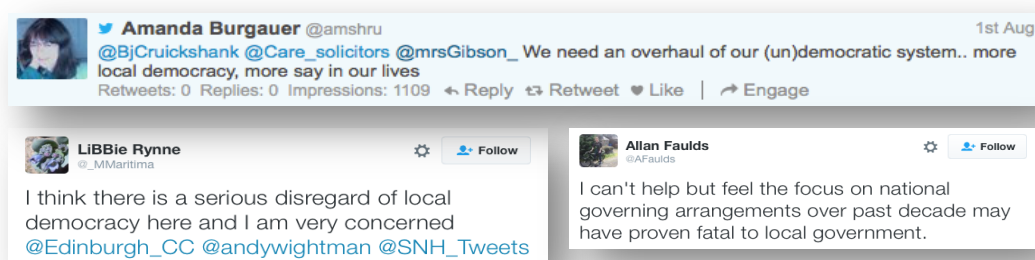 Amanda Burgauer @amshru 1st Aug
@BjCruickshank @Care_solicitors @mrsGibson_ We need an overhaul of our (un)democratic system.. more
local democracy, more say in our lives
Retweets: 0 Replies: 0 Impressions: 1109 Reply Retweet Like | Engage
LiBBie Rynne
@_MMaritima
Follow
I think there is a serious disregard of local
democracy here and I am very concerned
@Edinburgh_CC @andywightman @SNH_Tweets
Allan Faulds
@AFaulds
Follow
I can't help but feel the focus on national
governing arrangements over past decade may
have proven fatal to local government.